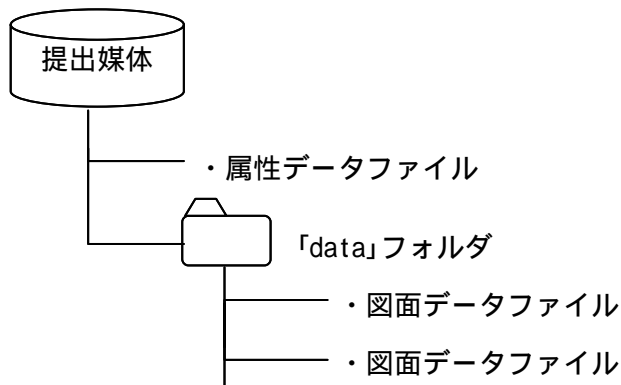 提出媒体
・属性データファイル
「data」フォルダ
・図面データファイル
・図面データファイル